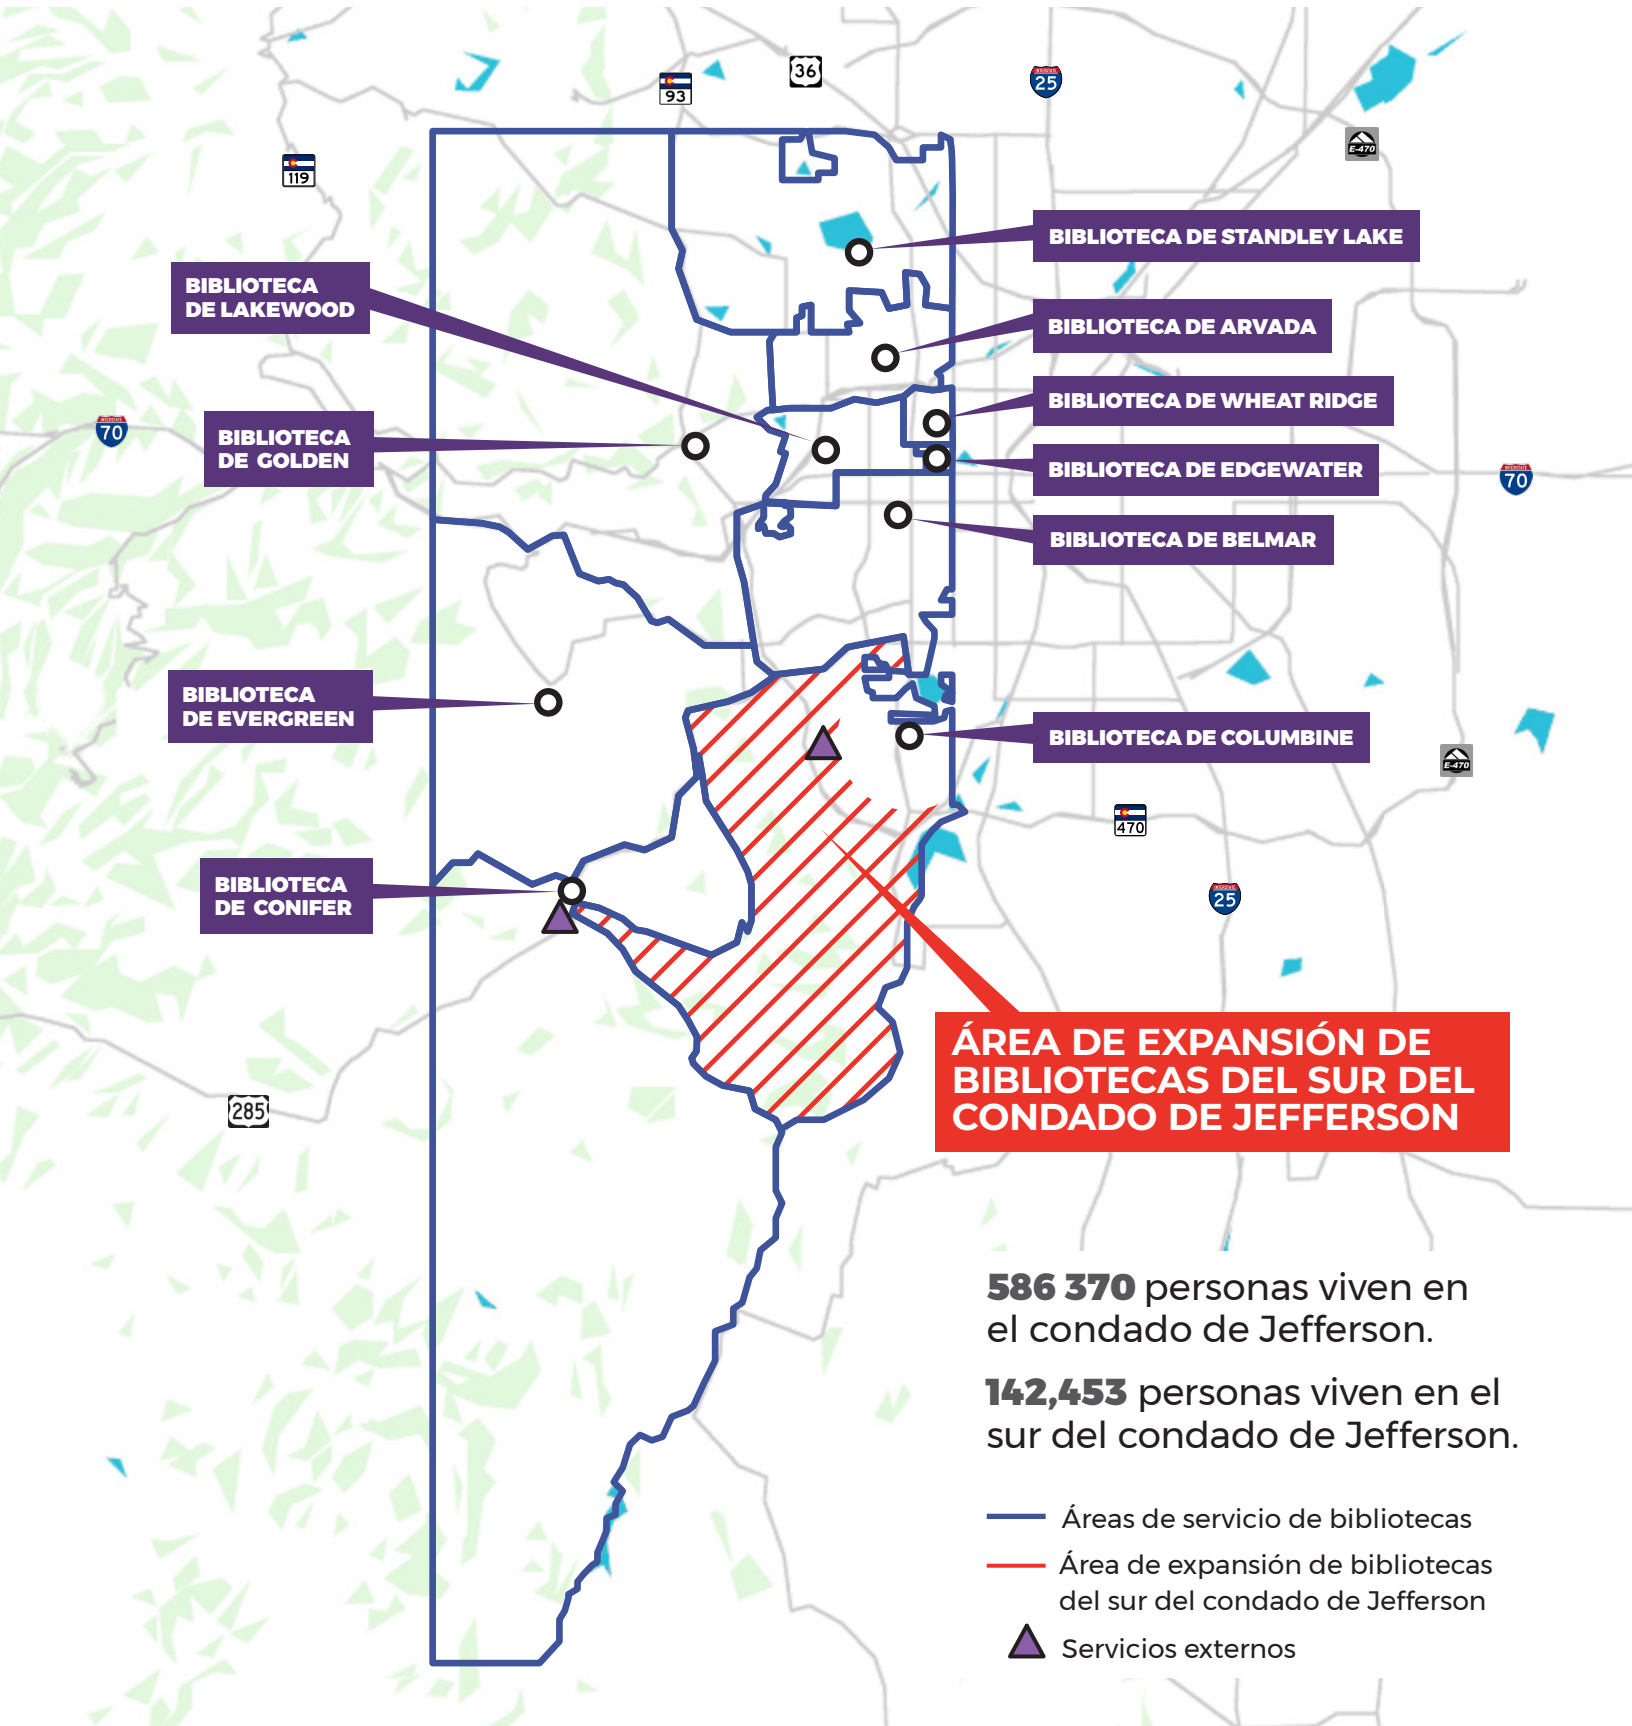 36
93
INTERSTATE
25
E-470
119
BIBLIOTECA DE STANDLEY LAKE
BIBLIOTECA
DE LAKEWOOD
BIBLIOTECA DE ARVADA
BIBLIOTECA DE WHEAT RIDGE
INTERSTATE
70
BIBLIOTECA
DE GOLDEN
BIBLIOTECA DE EDGEWATER
INTERSTATE
70
BIBLIOTECA DE BELMAR
BIBLIOTECA
DE EVERGREEN
BIBLIOTECA DE COLUMBINE
E-470
470
BIBLIOTECA
DE CONIFER
INTERSTATE
25
ÁREA DE EXPANSIÓN DE
BIBLIOTECAS DEL SUR DEL
CONDADO DE JEFFERSON
285
586 370 personas viven en
el condado de Jefferson.
142,453 personas viven en el
sur del condado de Jefferson.
Áreas de servicio de bibliotecas
Área de expansión de bibliotecas
del sur del condado de Jefferson
Servicios externos